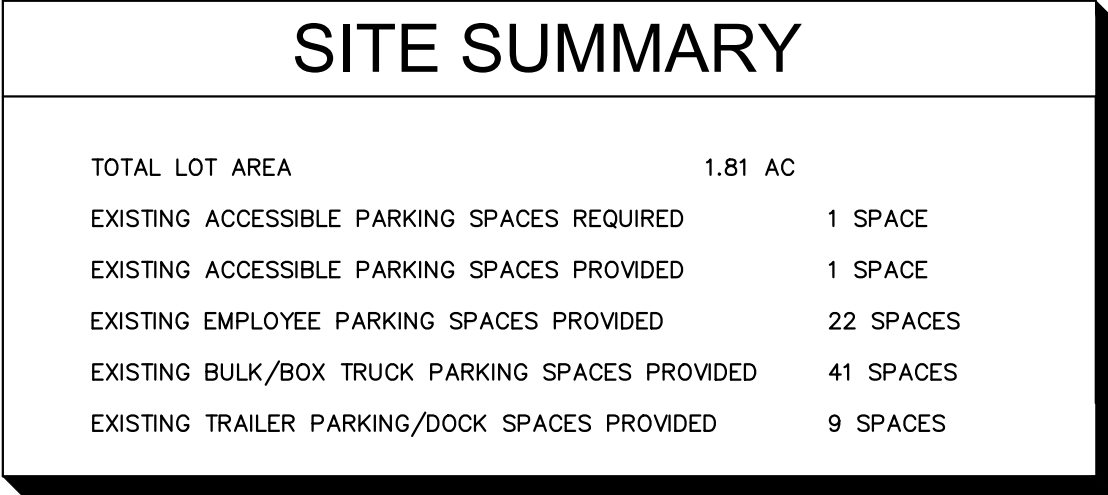 SITE SUMMARY
TOTAL LOT AREA 1.81 AC
EXISTING ACCESSIBLE PARKING SPACES REQUIRED 1 SPACE
EXISTING ACCESSIBLE PARKING SPACES PROVIDED 1 SPACE
EXISTING EMPLOYEE PARKING SPACES PROVIDED 22 SPACES
EXISTING BULK/BOX TRUCK PARKING SPACES PROVIDED 41 SPACES
EXISTING TRAILER PARKING/DOCK SPACES PROVIDED 9 SPACES